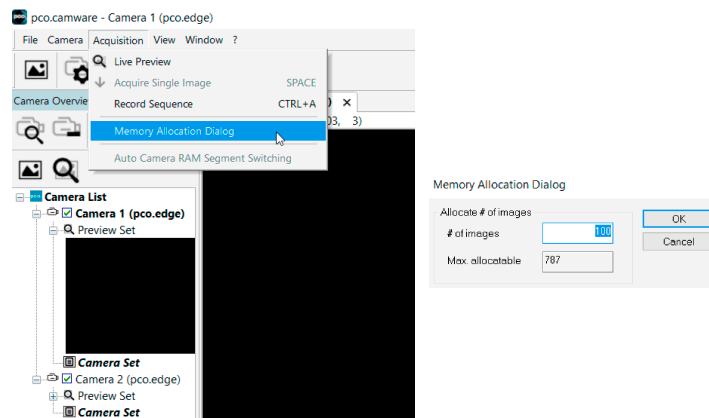 pco. pco.camware - Camera 1 (pco.edge)
File Camera Acquisition View Window ?
Live Preview
Acquire Single Image SPACE
Record Sequence CTRL+A
Memory Allocation Dialog
Auto Camera RAM Segment Switching
Camera Overvie
) ×
03, 3)
pco. Camera List
Camera 1 (pco.edge)
Preview Set
Camera Set
Camera 2 (pco.edge)
Preview Set
Camera Set
Memory Allocation Dialog
Allocate # of images
# of images 100
Max. allocatable 787
OK
Cancel